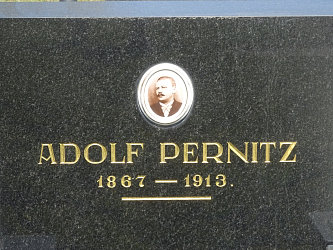 ADOLF PERNITZ
1867 — 1913.